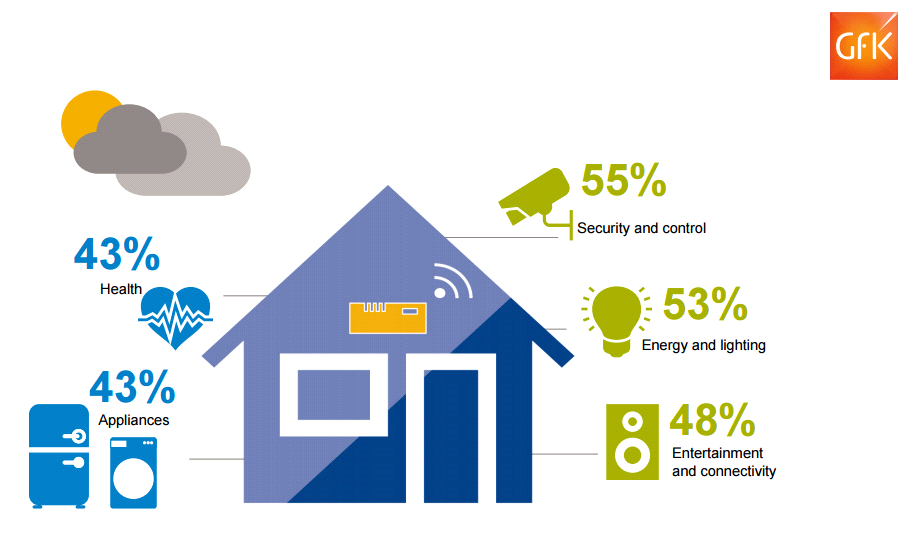 GfK
55%
Security and control
43%
Health
53%
Energy and lighting
43%
Appliances
48%
Entertainment
and connectivity